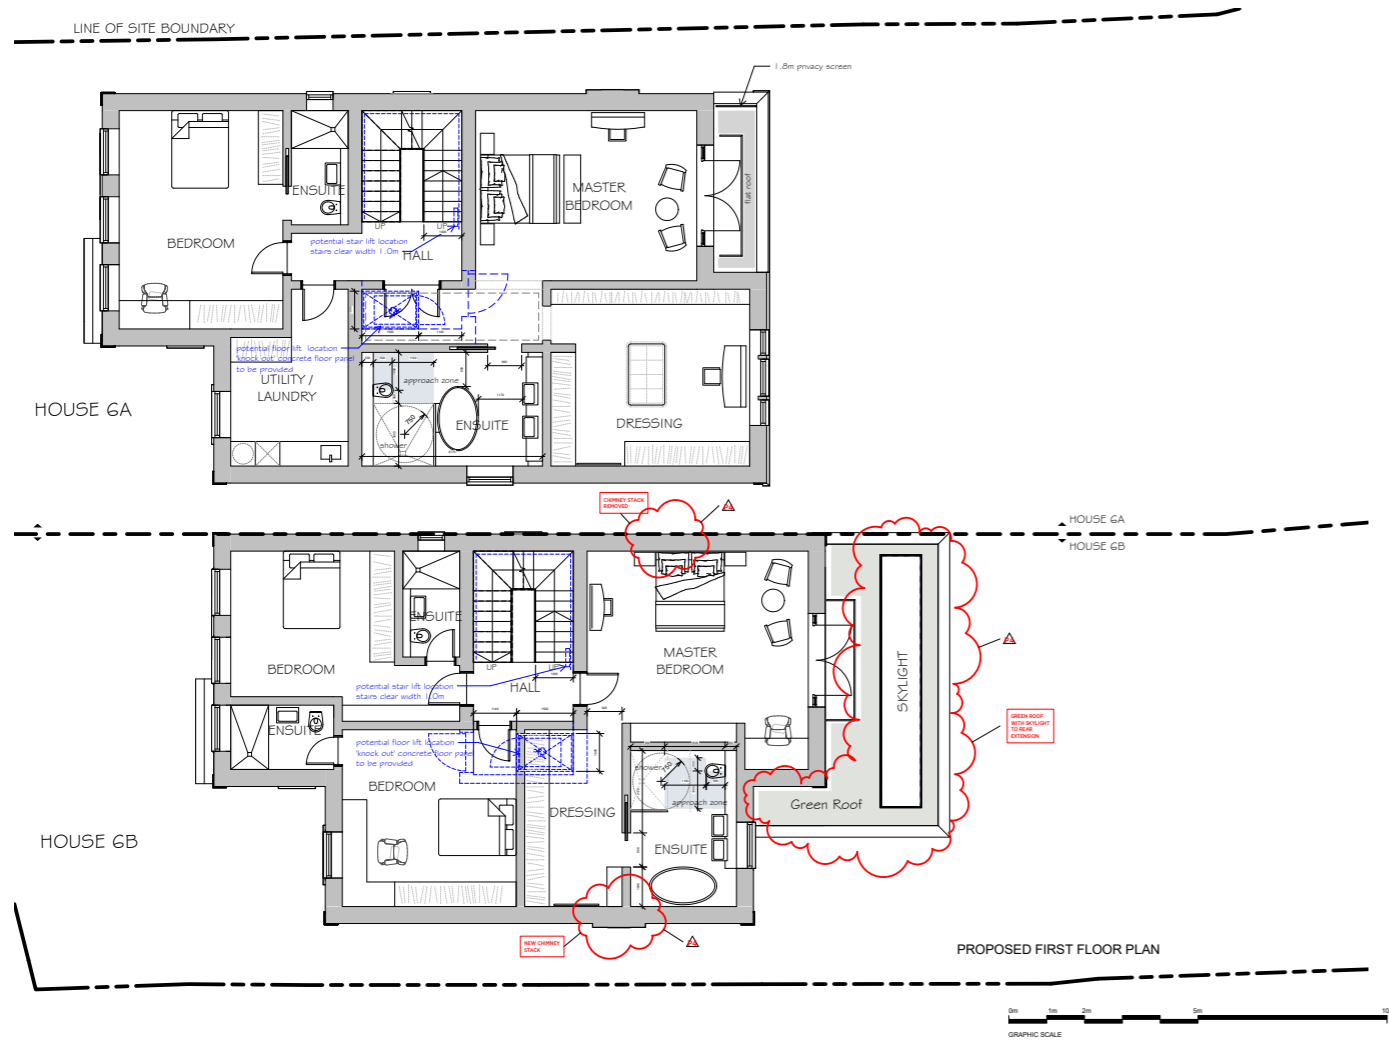 LINE OF SITE BOUNDARY
1.8m privacy screen
flat roof
ENSUITE
MASTER
BEDROOM
BEDROOM
UP
UP
potential stair lift location
stairs clear width 1.0m
HALL
potential floor lift location
'knock out' concrete floor panel
to be provided
UTILITY /
LAUNDRY
approach zone
750
shower
ENSUITE
DRESSING
HOUSE 6A
CHIMNEY STACK
REMOVED
HOUSE 6A
HOUSE 6B
ENSUITE
BEDROOM
MASTER
BEDROOM
UP
UP
HALL
potential stair lift location
stairs clear width 1.0m
SKYLIGHT
GREEN ROOF
WITH SKYLIGHT
TO REAR
EXTENSION
ENSUITE
potential floor lift location
'knock out' concrete floor panel
to be provided
BEDROOM
shower
750
approach zone
DRESSING
Green Roof
ENSUITE
HOUSE 6B
NEW CHIMNEY
STACK
PROPOSED FIRST FLOOR PLAN
0m 1m 2m 5m 10
GRAPHIC SCALE